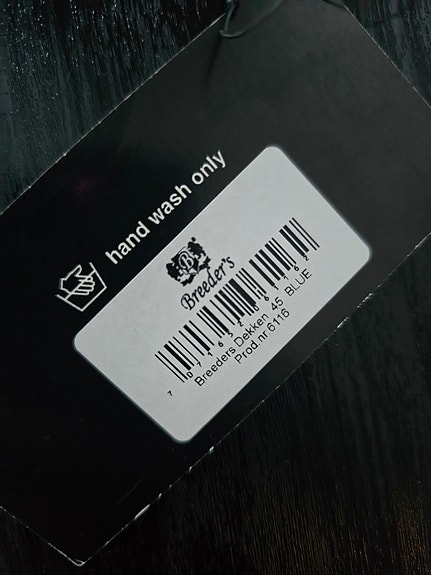 hand wash only
B
Breeder's
Breeders Dekken 45 BLUE
Prod.nr.6116